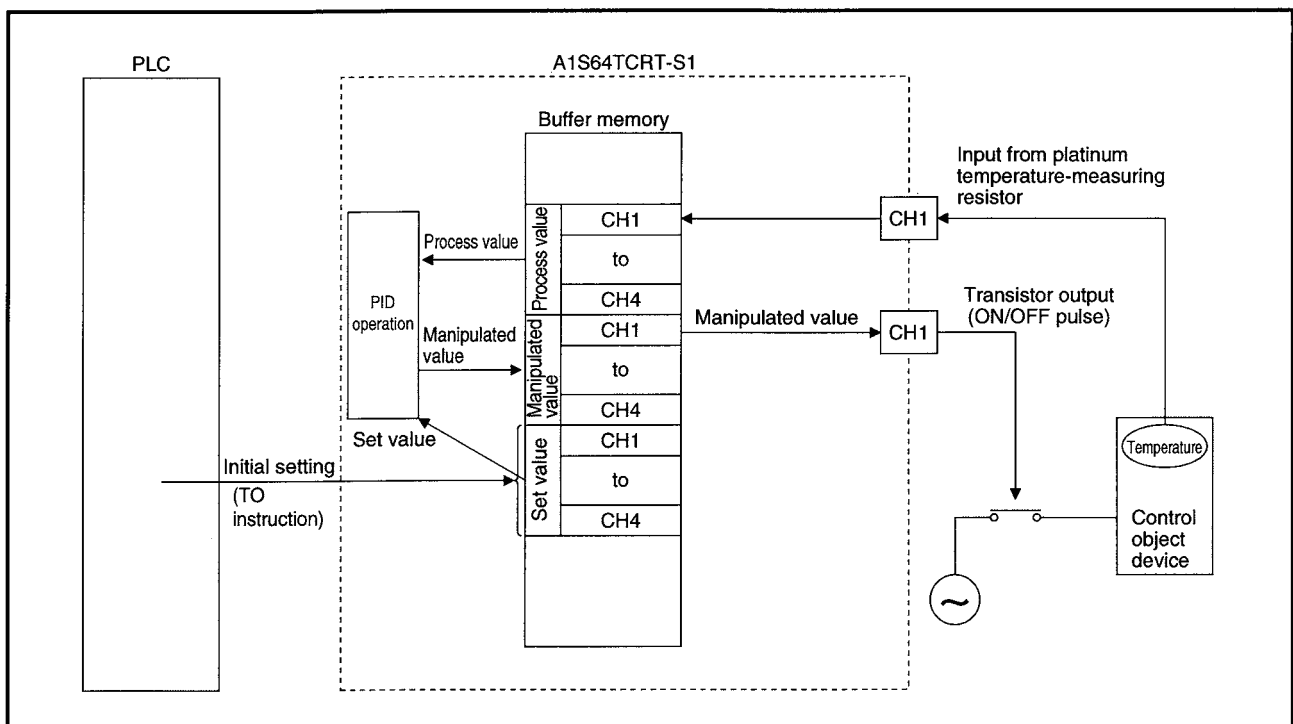 PLC
A1S64TCRT-S1
Buffer memory
Input from platinum
temperature-measuring
resistor
Process value
CH1
to
CH4
CH1
Process value
PID
operation
Manipulated
value
Manipulated
value
CH1
to
CH4
Manipulated value
CH1
Transistor output
(ON/OFF pulse)
Set value
Set value
CH1
to
CH4
Initial setting
(TO
instruction)
Temperature
Control
object
device
~